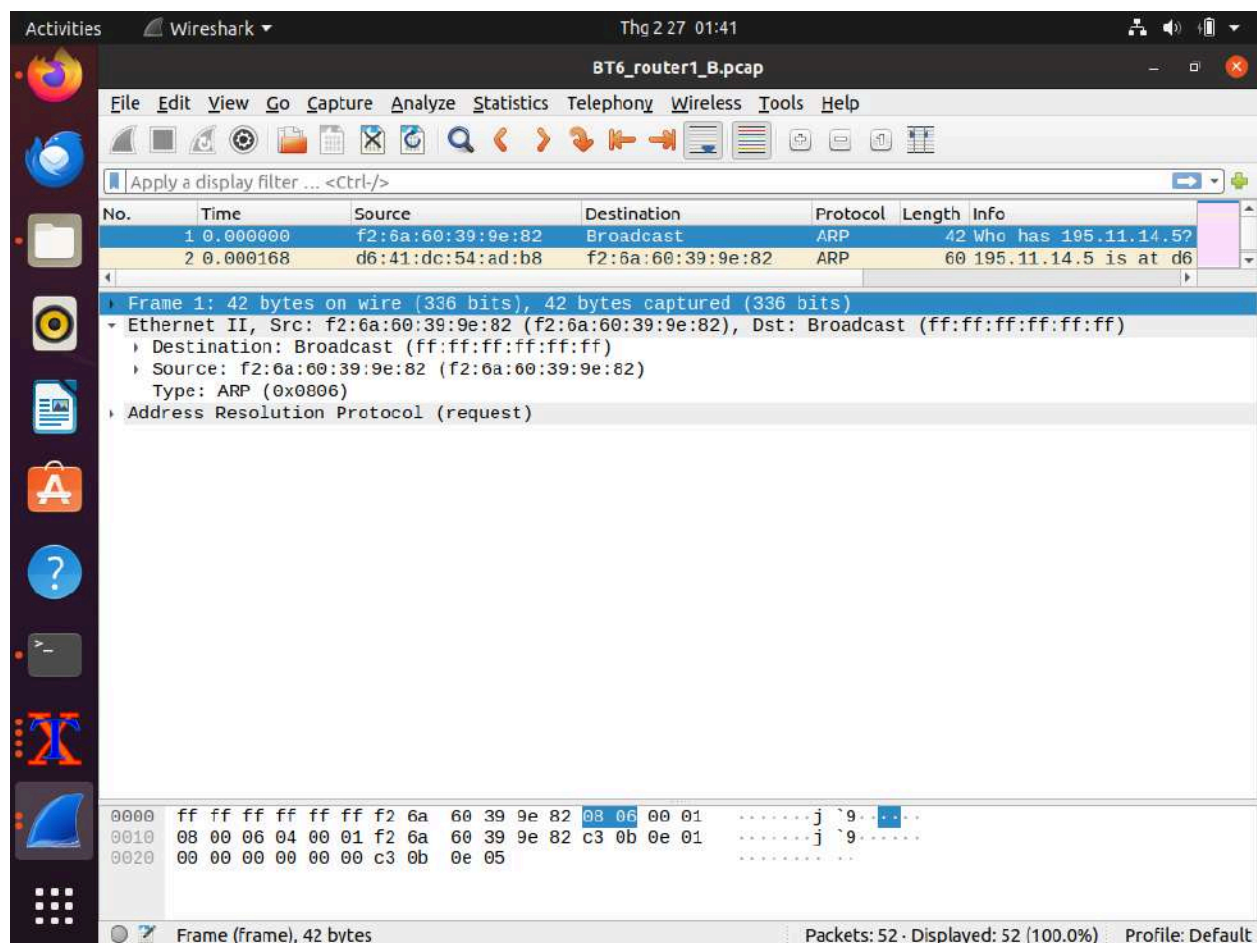 Activities Wireshark Thg 2 27 01:41
BT6_router1_B.pcap
File Edit View Go Capture Analyze Statistics Telephony Wireless Tools Help
Apply a display filter ... <Ctrl-/>
No. Time Source Destination Protocol Length Info
1 0.000000 f2:6a:60:39:9e:82 Broadcast ARP 42 Who has 195.11.14.5?
2 0.000168 d6:41:dc:54:ad:b8 f2:6a:60:39:9e:82 ARP 60 195.11.14.5 is at d6
Frame 1: 42 bytes on wire (336 bits), 42 bytes captured (336 bits)
Ethernet II, Src: f2:6a:60:39:9e:82 (f2:6a:60:39:9e:82), Dst: Broadcast (ff:ff:ff:ff:ff:ff)
Destination: Broadcast (ff:ff:ff:ff:ff:ff)
Source: f2:6a:60:39:9e:82 (f2:6a:60:39:9e:82)
Type: ARP (0x0806)
Address Resolution Protocol (request)
0000 ff ff ff ff ff ff f2 6a 60 39 9e 82 08 06 00 01 ·······j `9······
0010 08 00 06 04 00 01 f2 6a 60 39 9e 82 c3 0b 0e 01 ·······j `9······
0020 00 00 00 00 00 00 c3 0b 0e 05 ········ ··
Frame (frame), 42 bytes Packets: 52 · Displayed: 52 (100.0%) Profile: Default